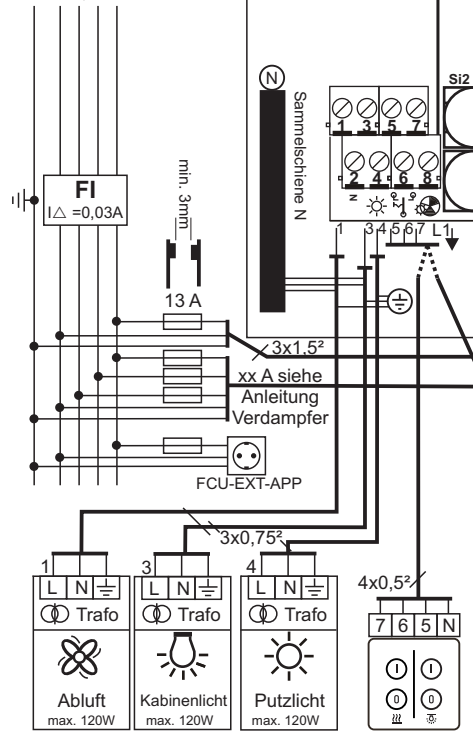 N
Sammelschiene N
Si2
1 3 5 7
2 4 6 8
N
1 3 4 5 6 7 L1
FI
I△ =0,03A
min. 3mm
13 A
3x1,5²
xx A siehe
Anleitung
Verdampfer
FCU-EXT-APP
3x0,75²
4x0,5²
1
L N
Trafo
Abluft
max. 120W
3
L N
Trafo
Kabinenlicht
max. 120W
4
L N
Trafo
Putzlicht
max. 120W
7 6 5 N
I I
0 0